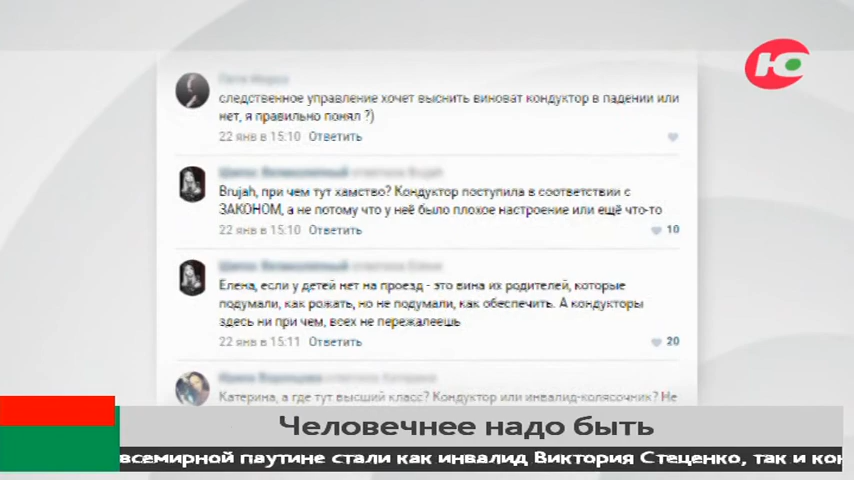 Ю
следственное управление хочет выснить виноват кондуктор в падении или
нет, я правильно понял ?)
22 янв в 15:10 Ответить
Brujah, при чем тут хамство? Кондуктор поступила в соответствии с
ЗАКОНОМ, а не потому что у неё было плохое настроение или ещё что-то
22 янв в 15:10 Ответить 10
Елена, если у детей нет на проезд - это вина их родителей, которые
подумали, как рожать, но не подумали, как обеспечить. А кондукторы
здесь ни при чем, всех не пережалеешь
22 янв в 15:11 Ответить 20
Катерина, а где тут высший класс? Кондуктор или инвалид-колясочник? Не
Человечнее надо быть
всемирной паутине стали как инвалид Виктория Стеценко, так и кон